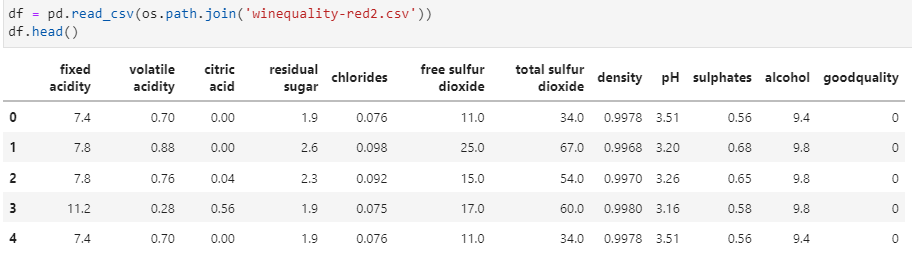 df = pd.read_csv(os.path.join('winequality-red2.csv'))
df.head()
fixed acidity volatile acidity citric acid residual sugar chlorides free sulfur dioxide total sulfur dioxide density pH sulphates alcohol goodquality
0 7.4 0.70 0.00 1.9 0.076 11.0 34.0 0.9978 3.51 0.56 9.4 0
1 7.8 0.88 0.00 2.6 0.098 25.0 67.0 0.9968 3.20 0.68 9.8 0
2 7.8 0.76 0.04 2.3 0.092 15.0 54.0 0.9970 3.26 0.65 9.8 0
3 11.2 0.28 0.56 1.9 0.075 17.0 60.0 0.9980 3.16 0.58 9.8 0
4 7.4 0.70 0.00 1.9 0.076 11.0 34.0 0.9978 3.51 0.56 9.4 0